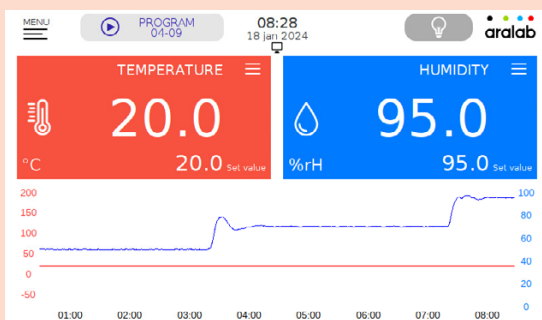 MENU
PROGRAM
04-09
08:28
18 jan 2024
aralab
TEMPERATURE
20.0
°C
20.0 Set value
HUMIDITY
95.0
%rH
95.0 Set value
200
150
100
50
0
-50
100
80
60
40
20
0
01:00 02:00 03:00 04:00 05:00 06:00 07:00 08:00